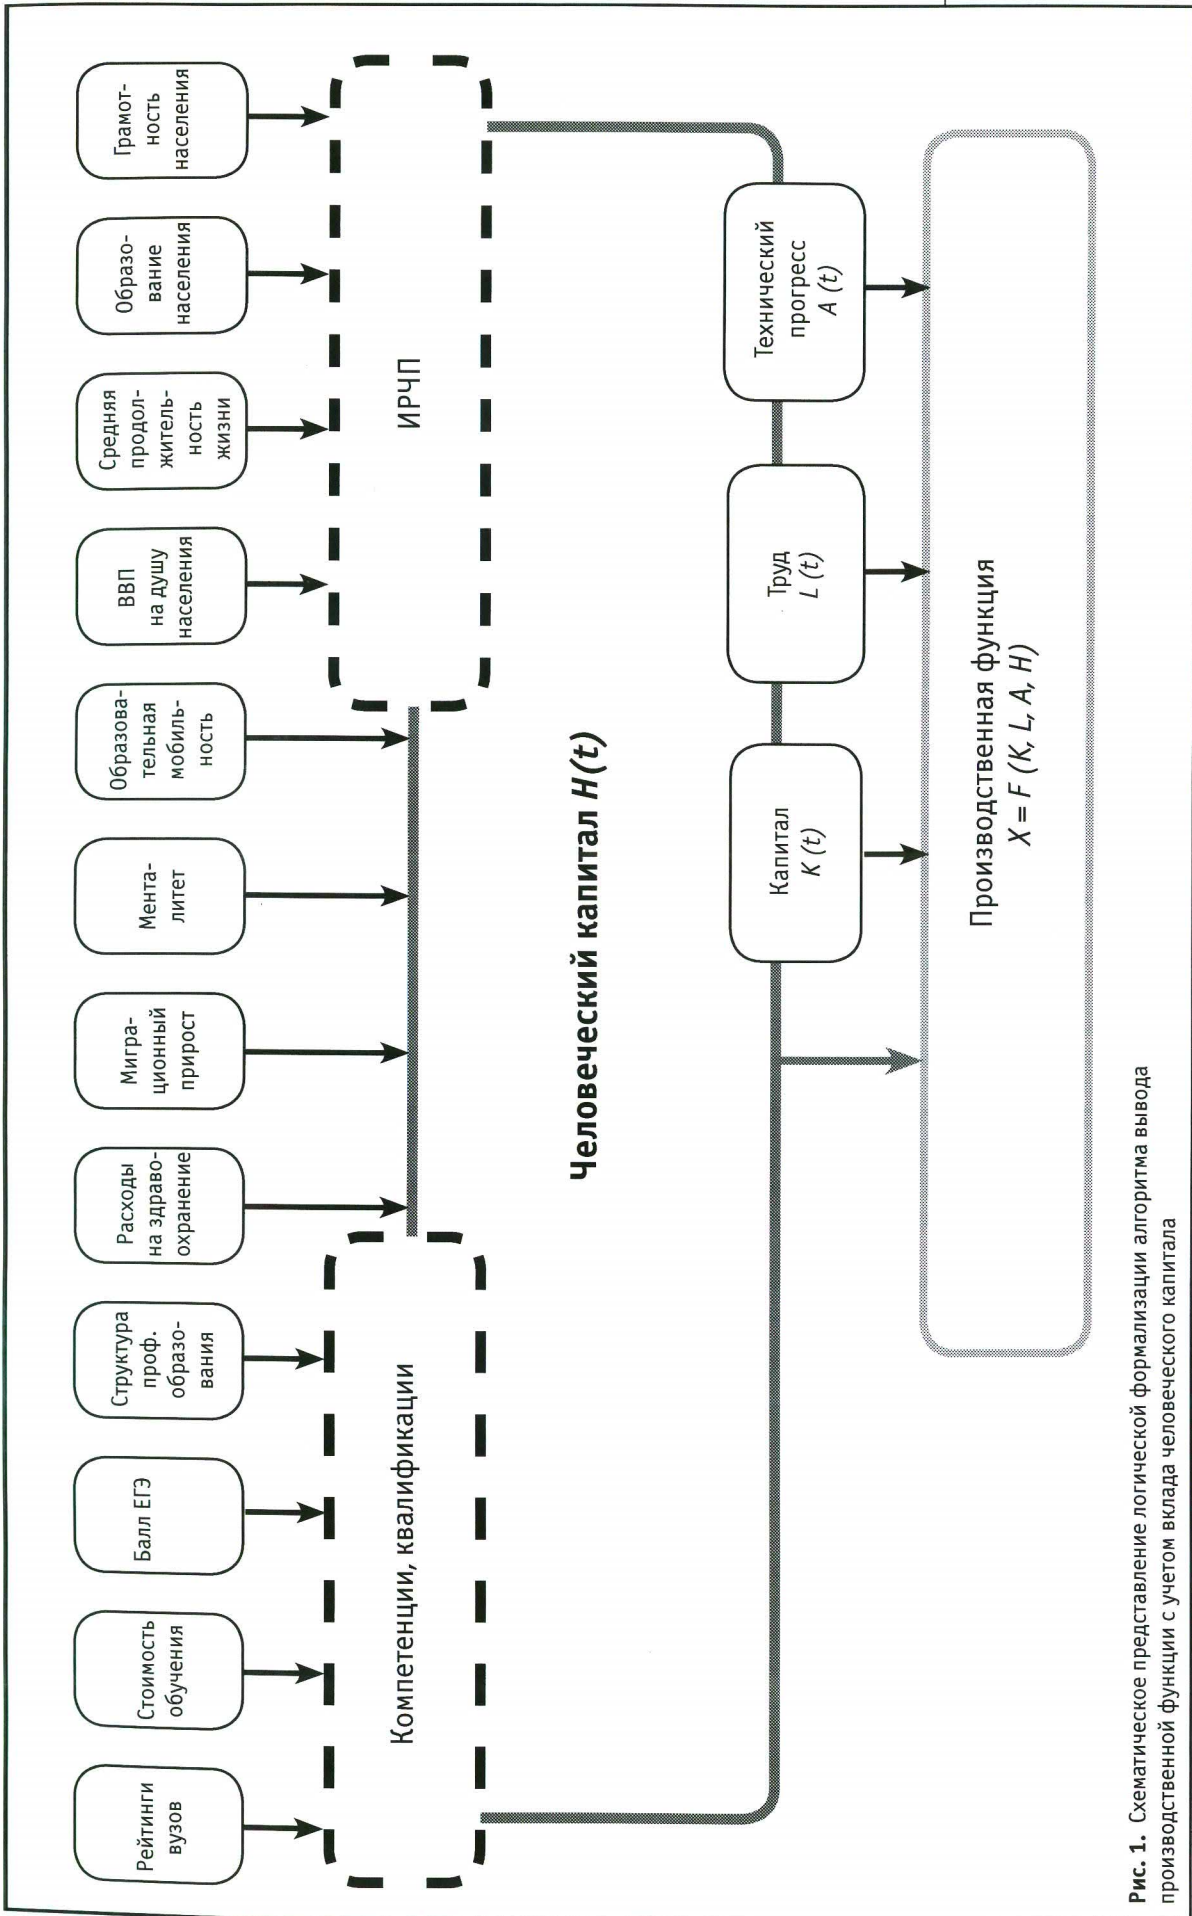 Рейтинги
вузов
Стоимость
обучения
Балл ЕГЭ
Структура
проф.
образо-
вания
Расходы
на здраво-
охранение
Мигра-
ционный
прирост
Мента-
литет
Образова-
тельная
мобиль-
ность
ВВП
на душу
населения
Средняя
продол-
житель-
ность
жизни
Образо-
вание
населения
Грамот-
ность
населения
Компетенции, квалификации
ИРЧП
Человеческий капитал H(t)
Капитал
K (t)
Труд
L (t)
Технический
прогресс
A (t)
Производственная функция
X = F (K, L, A, H)
Рис. 1. Схематическое представление логической формализации алгоритма вывода
производственной функции с учетом вклада человеческого капитала